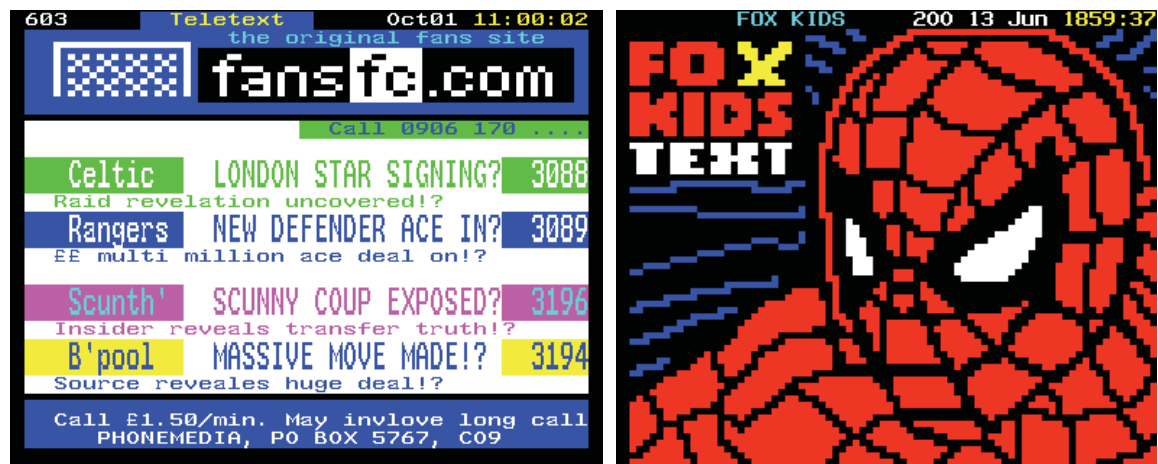 603 Teletext Oct01 11:00:02
the original fans site
fansfc.com
Call 0906 170 ....
Celtic LONDON STAR SIGNING? 3088
Raid revelation uncovered!?
Rangers NEW DEFENDER ACE IN? 3089
££ multi million ace deal on!?
Scunth' SCUNNY COUP EXPOSED? 3196
Insider reveals transfer truth!?
B'pool MASSIVE MOVE MADE!? 3194
Source reveales huge deal!?
Call £1.50/min. May invlove long call
PHONEMEDIA, PO BOX 5767, CO9
FOX KIDS 200 13 Jun 1859:37
FOX
KIDS
TEXT